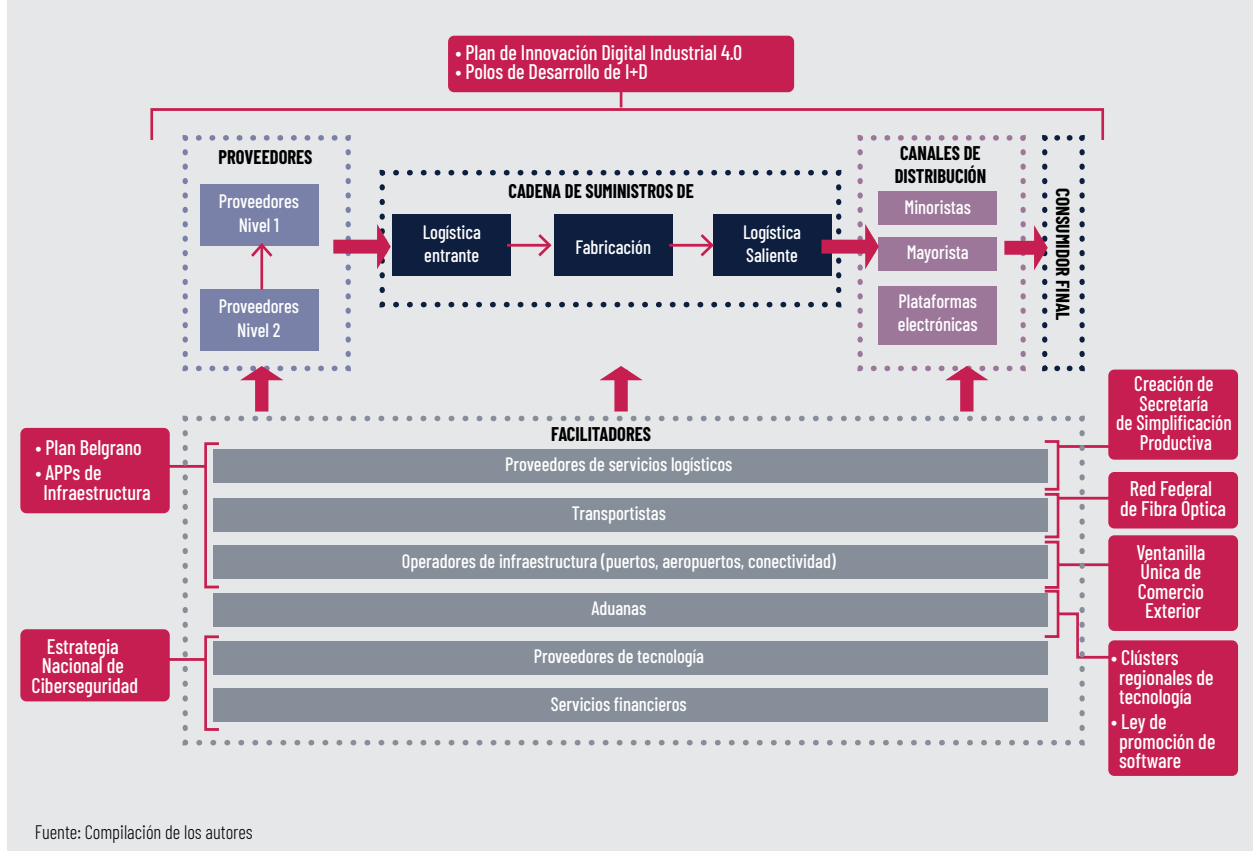 • Plan de Innovación Digital Industrial 4.0
• Polos de Desarrollo de I+D
PROVEEDORES
Proveedores
Nivel 1
Proveedores
Nivel 2
CADENA DE SUMINISTROS DE
Logística
entrante
Fabricación
Logística
Saliente
CANALES DE
DISTRIBUCIÓN
Minoristas
Mayorista
Plataformas
electrónicas
CONSUMIDOR FINAL
FACILITADORES
Proveedores de servicios logísticos
Transportistas
Operadores de infraestructura (puertos, aeropuertos, conectividad)
Aduanas
Proveedores de tecnología
Servicios financieros
• Plan Belgrano
• APPs de
Infraestructura
Estrategia
Nacional de
Ciberseguridad
Creación de
Secretaría
de Simplificación
Productiva
Red Federal
de Fibra Óptica
Ventanilla
Única de
Comercio
Exterior
• Clústers
regionales de
tecnología
• Ley de
promoción de
software
Fuente: Compilación de los autores